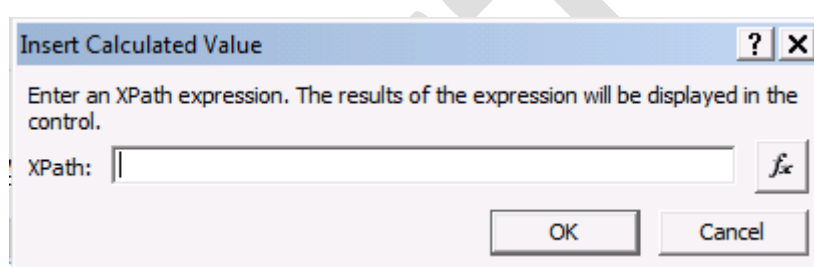 Insert Calculated Value ? X
Enter an XPath expression. The results of the expression will be displayed in the
control.
XPath: fx
OK Cancel